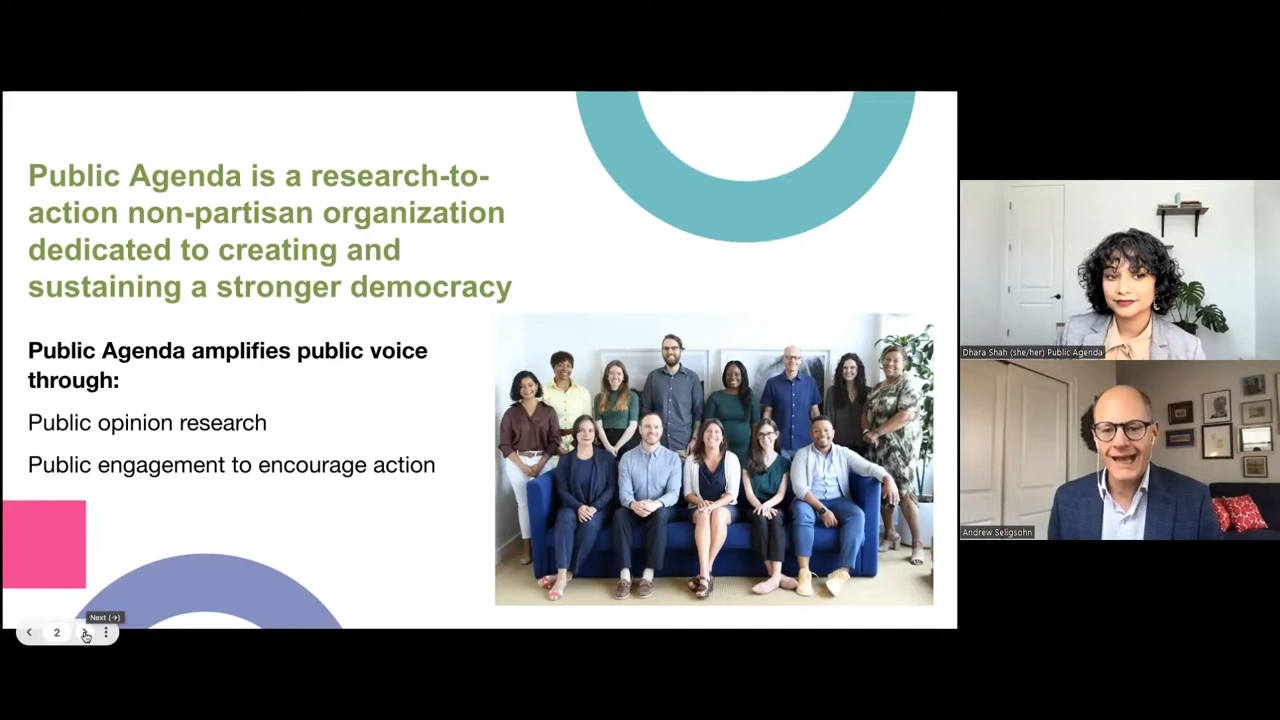 Public Agenda is a research-to-
action non-partisan organization
dedicated to creating and
sustaining a stronger democracy
Public Agenda amplifies public voice
through:
Public opinion research
Public engagement to encourage action
Next (→)
2
Dhara Shah (she/her) Public Agenda
Andrew Seligsohn